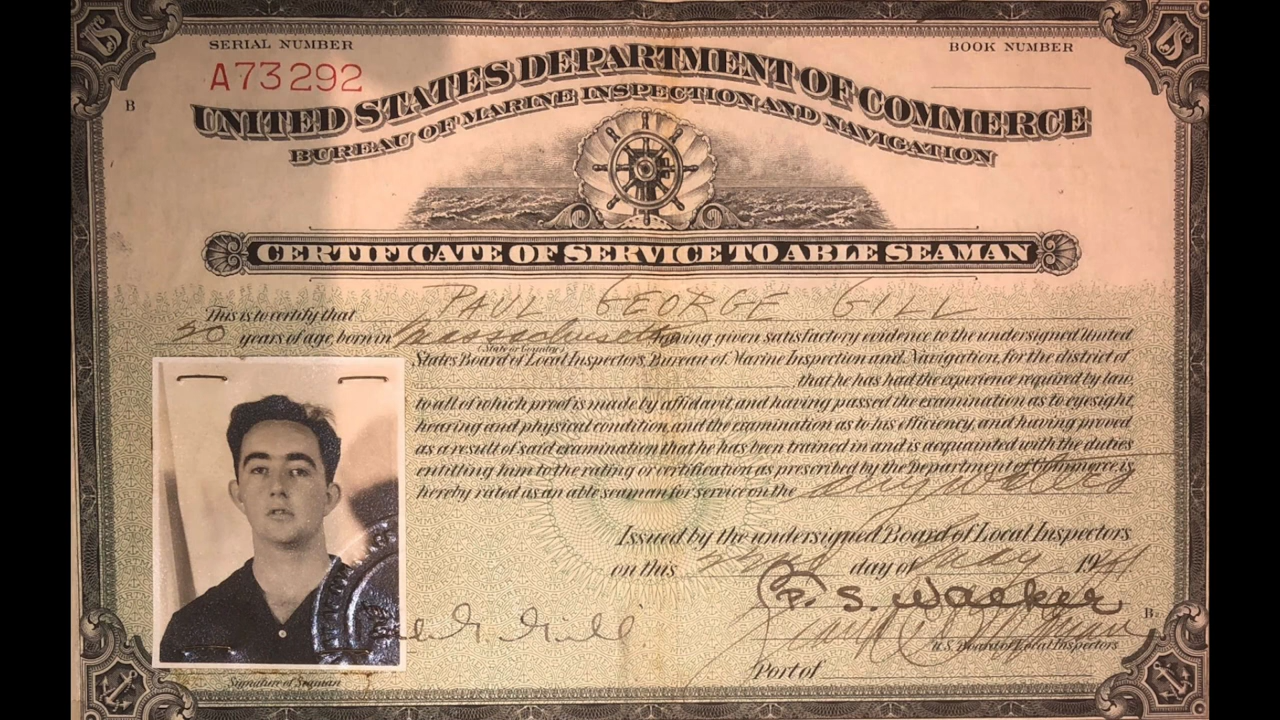 SERIAL NUMBER
BOOK NUMBER
A73292
B
UNITED STATES DEPARTMENT OF COMMERCE
BUREAU OF MARINE INSPECTION AND NAVIGATION
CERTIFICATE OF SERVICE TO ABLE SEAMAN
This is to certify that PAUL GEORGE GILL
20 years of age, born in Massachusetts having given satisfactory evidence to the undersigned United
(State or Country)
States Board of Local Inspectors, Bureau of Marine Inspection and Navigation, for the district of
that he has had the experience required by law,
to all of which proof is made by affidavit, and having passed the examination as to eyesight,
hearing and physical condition, and the examination as to his efficiency, and having proved
as a result of said examination that he has been trained in and is acquainted with the duties
entitling him to the rating or certification as prescribed by the Department of Commerce, is
hereby rated as an able seaman for service on the any waters
Issued by the undersigned Board of Local Inspectors
on this day of May 1941
P. S. Walker
B.
G. Gill
U.S. Board of Local Inspectors
Port of
Signature of Seaman